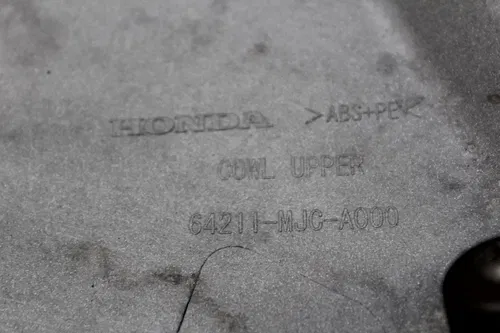 HONDA >ABS+PE<
COWL UPPER
64211-MJC-A000